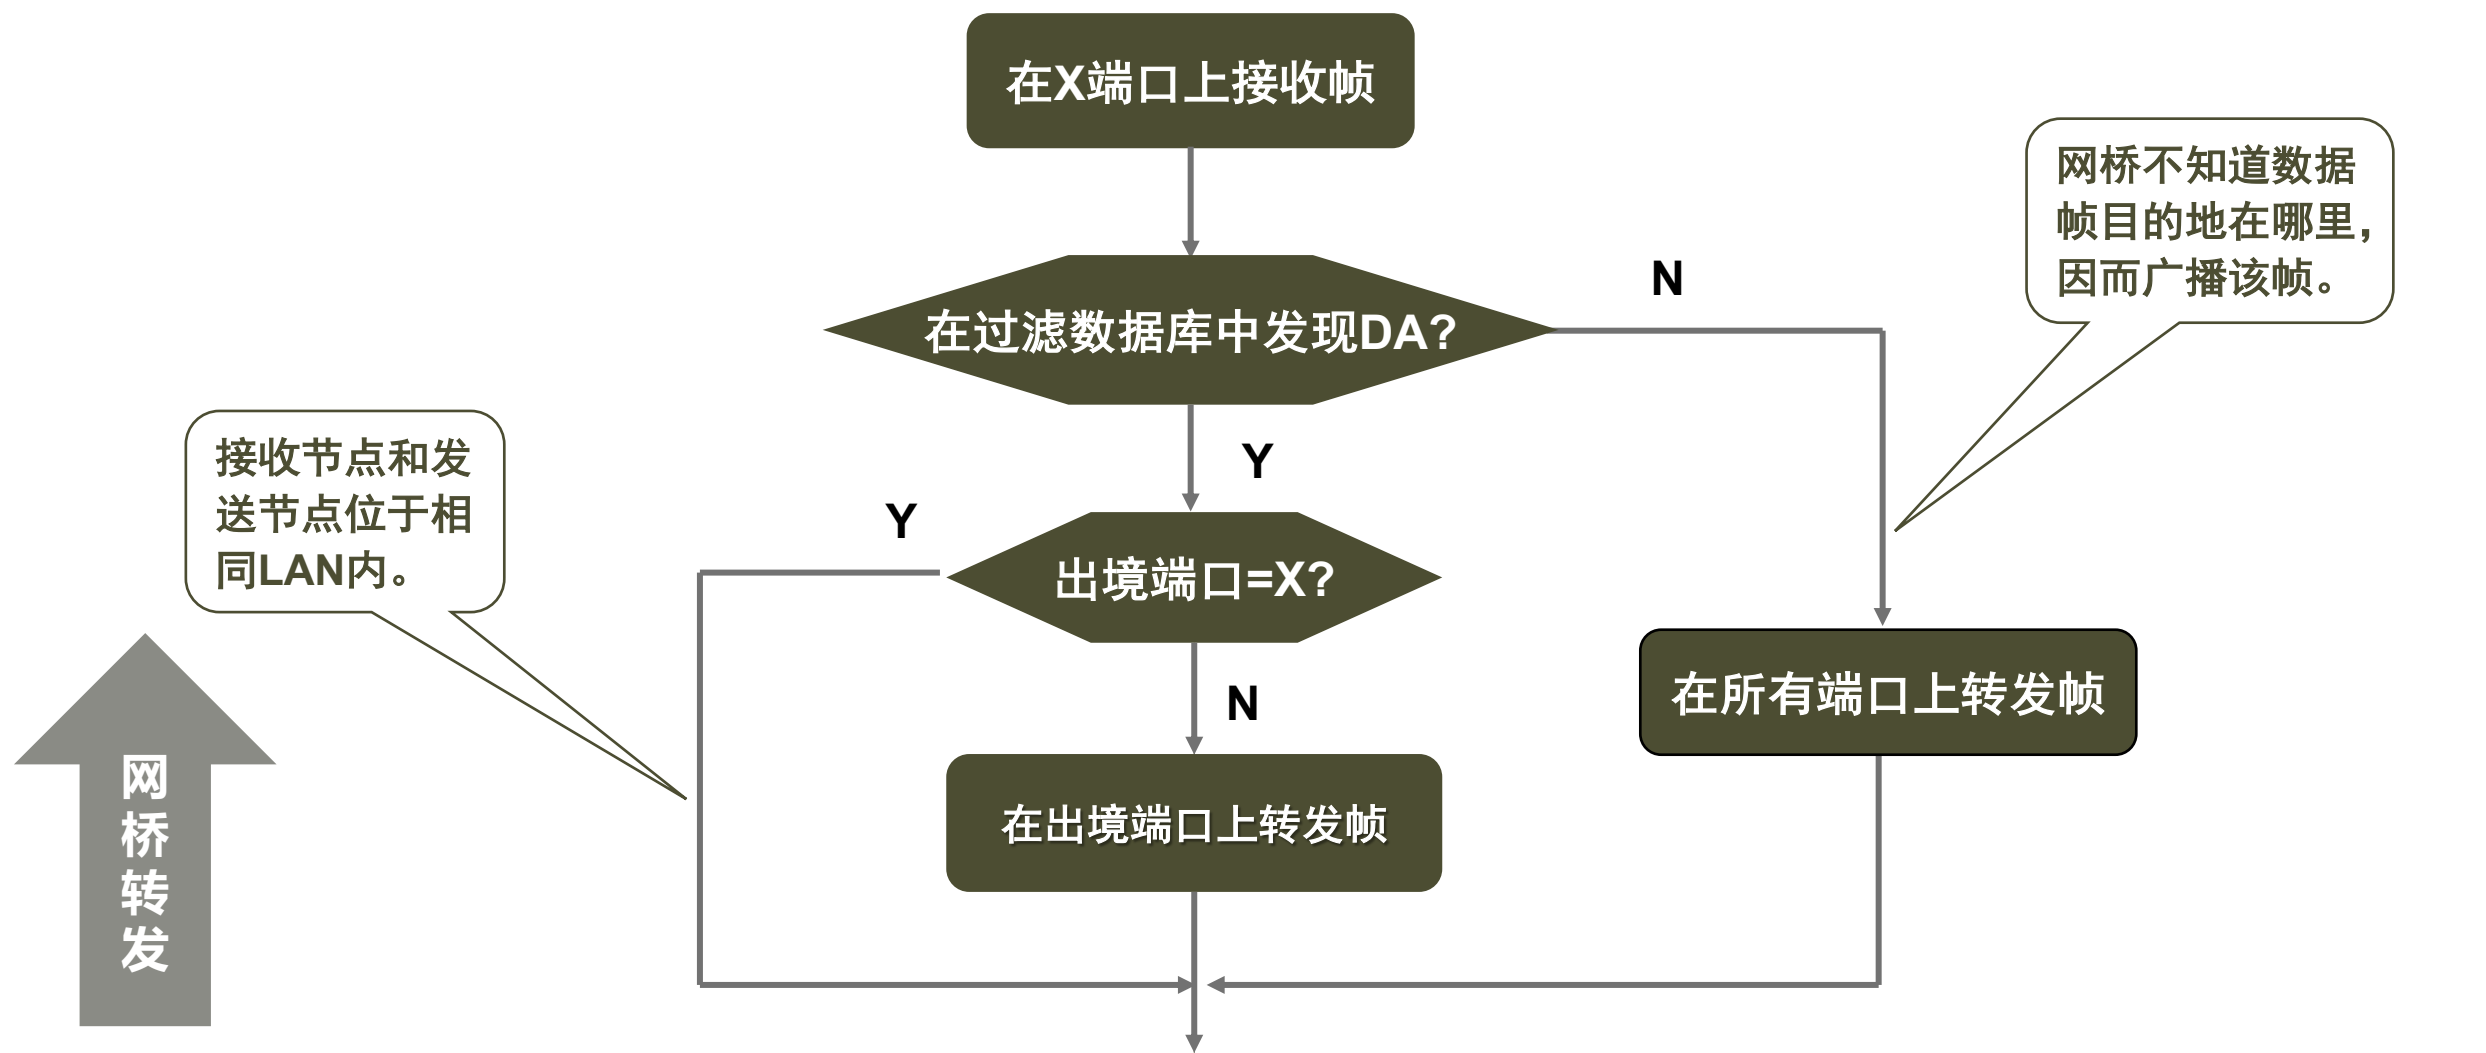 在X端口上接收帧
网桥不知道数据
帧目的地在哪里，
因而广播该帧。
N
在过滤数据库中发现DA?
Y
接收节点和发
送节点位于相
同LAN内。
Y
出境端口=X?
N
在所有端口上转发帧
在出境端口上转发帧
网
桥
转
发